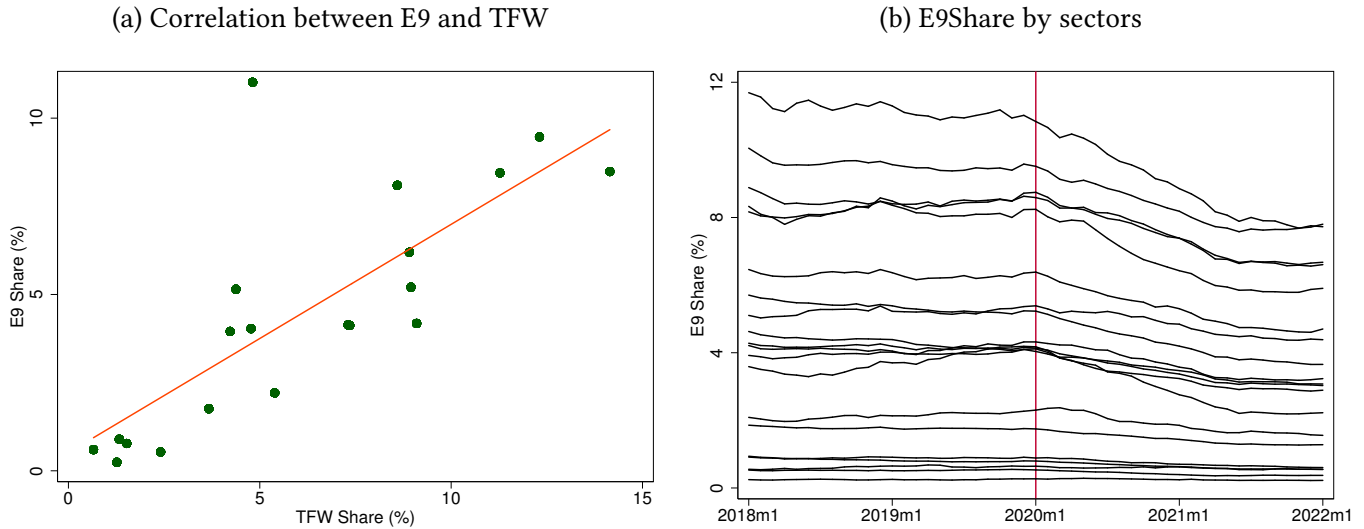 (a) Correlation between E9 and TFW
10
5
0
E9 Share (%)
0 5 10 15
TFW Share (%)
(b) E9Share by sectors
12
8
4
0
E9 Share (%)
2018m1 2019m1 2020m1 2021m1 2022m1